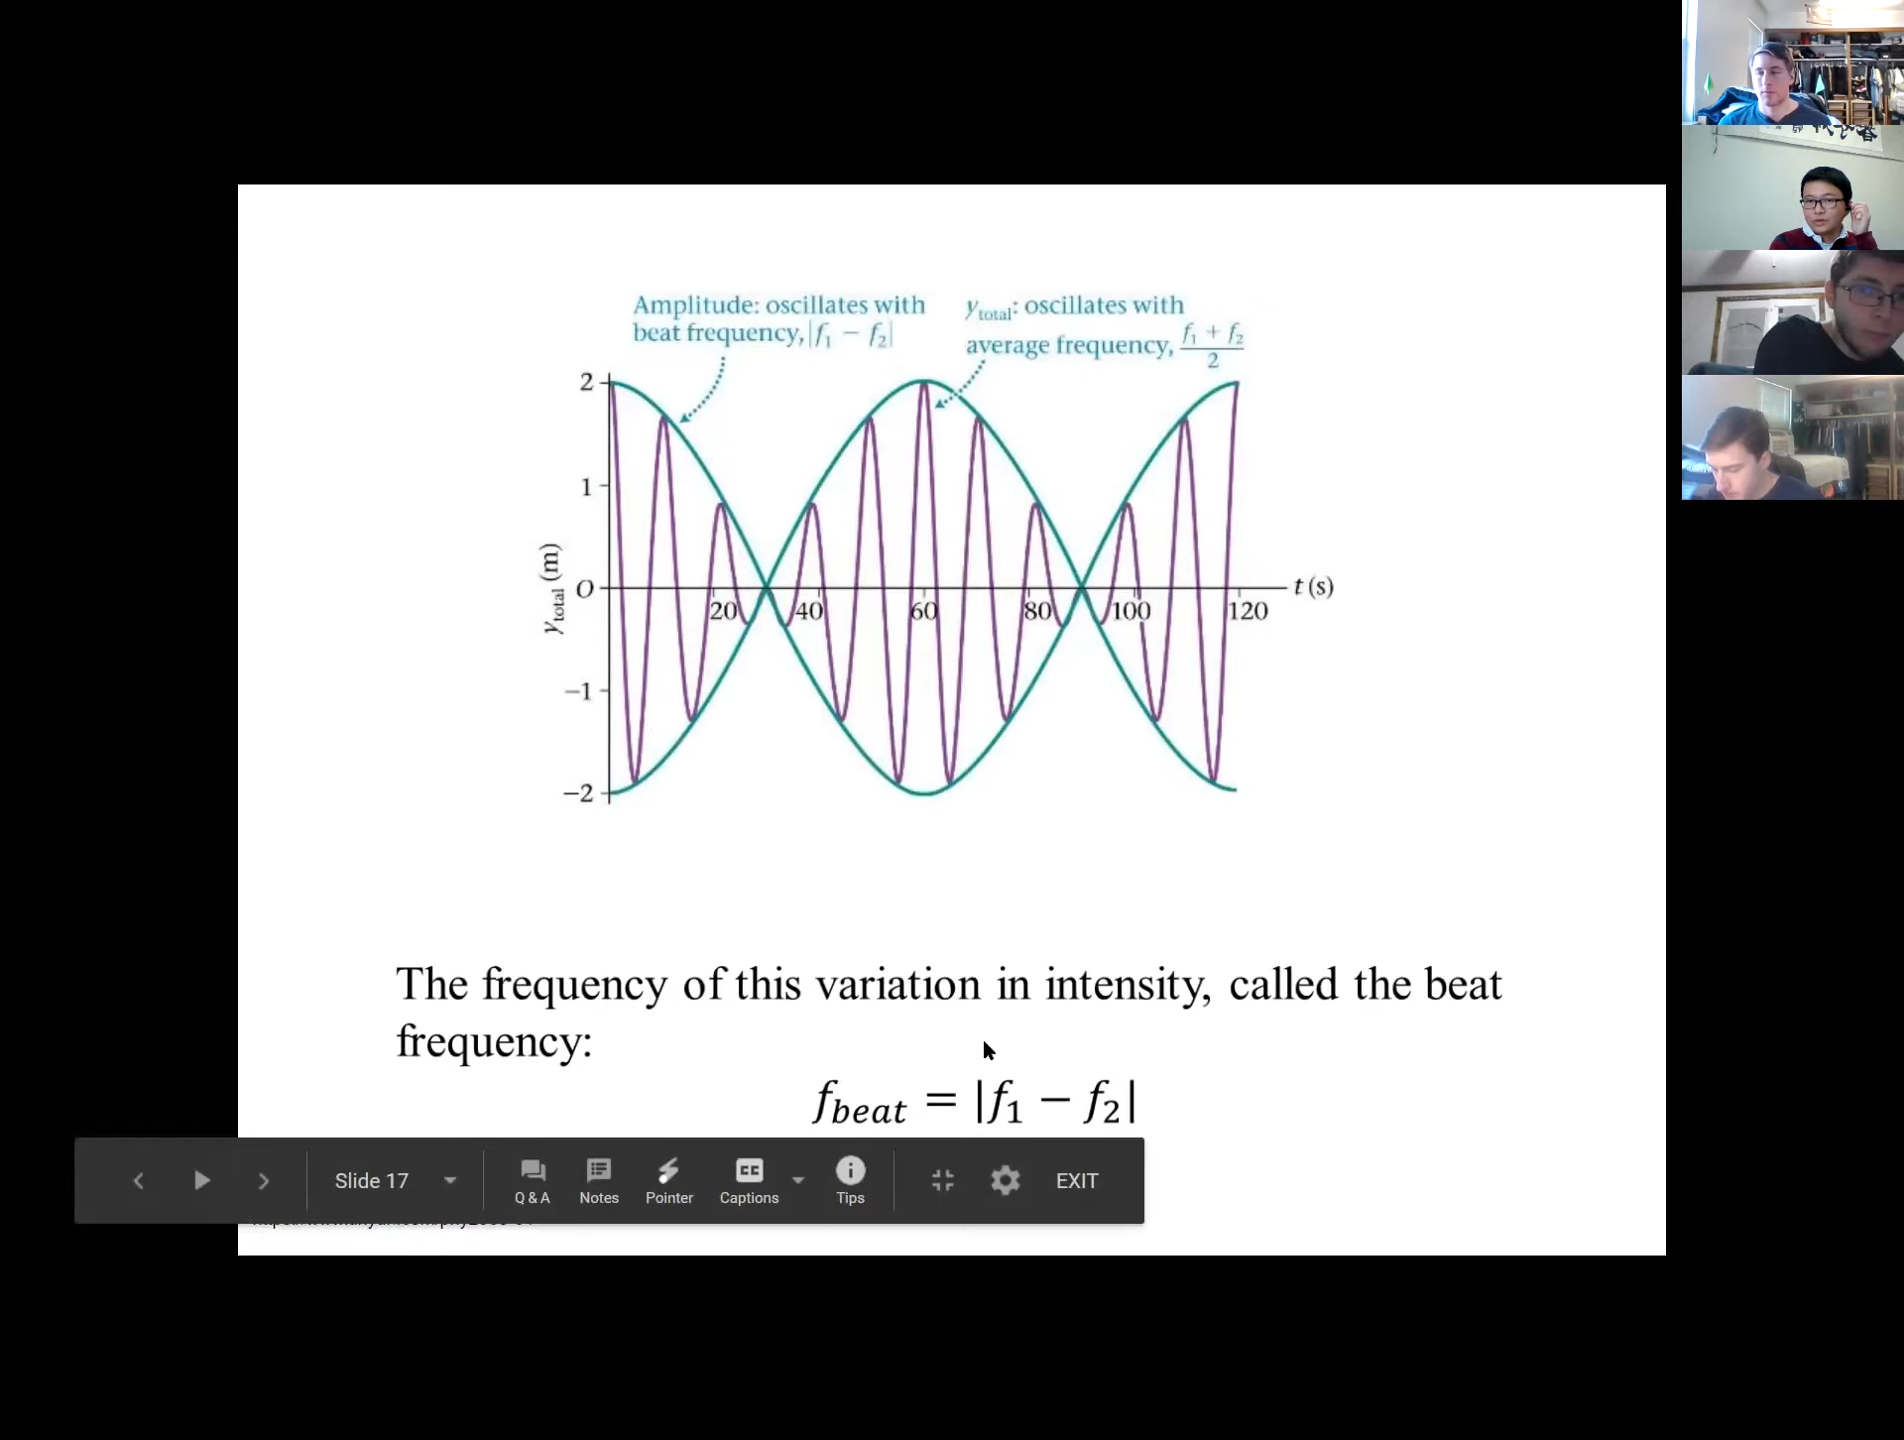 Amplitude: oscillates with
beat frequency, |f₁ − f₂|
y_total: oscillates with
average frequency, (f₁ + f₂)/2
2
1
0
−1
−2
y_total (m)
20
40
60
80
100
120
t (s)
The frequency of this variation in intensity, called the beat
frequency:
f_beat = |f₁ − f₂|
Slide 17
Q & A
Notes
Pointer
CC
Captions
Tips
EXIT